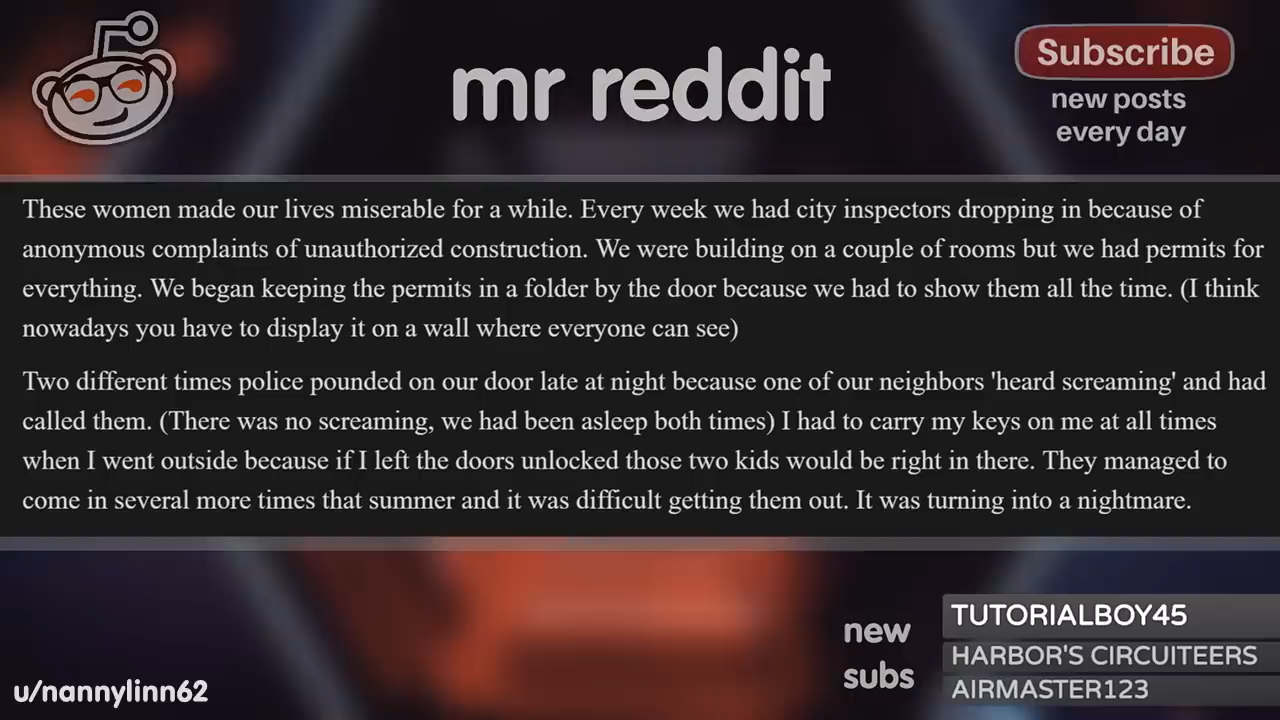 mr reddit
Subscribe
new posts
every day
These women made our lives miserable for a while. Every week we had city inspectors dropping in because of
anonymous complaints of unauthorized construction. We were building on a couple of rooms but we had permits for
everything. We began keeping the permits in a folder by the door because we had to show them all the time. (I think
nowadays you have to display it on a wall where everyone can see)
Two different times police pounded on our door late at night because one of our neighbors 'heard screaming' and had
called them. (There was no screaming, we had been asleep both times) I had to carry my keys on me at all times
when I went outside because if I left the doors unlocked those two kids would be right in there. They managed to
come in several more times that summer and it was difficult getting them out. It was turning into a nightmare.
new
subs
TUTORIALBOY45
HARBOR'S CIRCUITEERS
AIRMASTER123
u/nannylinn62